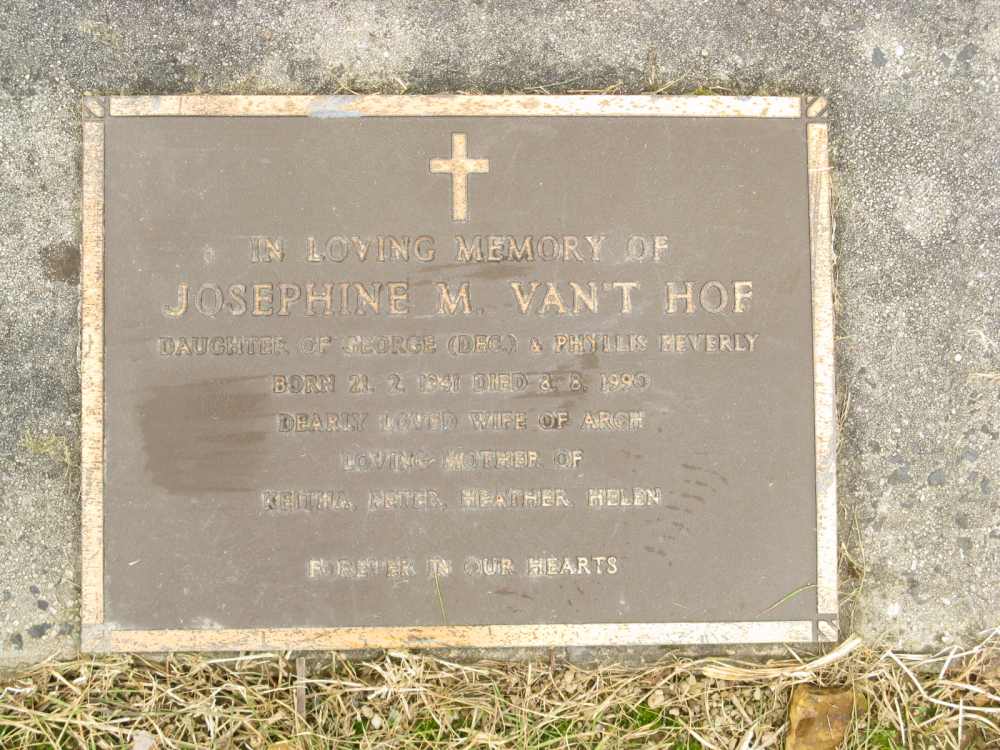 IN LOVING MEMORY OF
JOSEPHINE M. VAN'T HOF
DAUGHTER OF GEORGE (DEC.) & PHYLLIS BEVERLY
BORN 21. 2. 1941 DIED 8. 8. 1990
DEARLY LOVED WIFE OF ARCH
LOVING MOTHER OF
KEITHA, PETER, HEATHER, HELEN
FOREVER IN OUR HEARTS